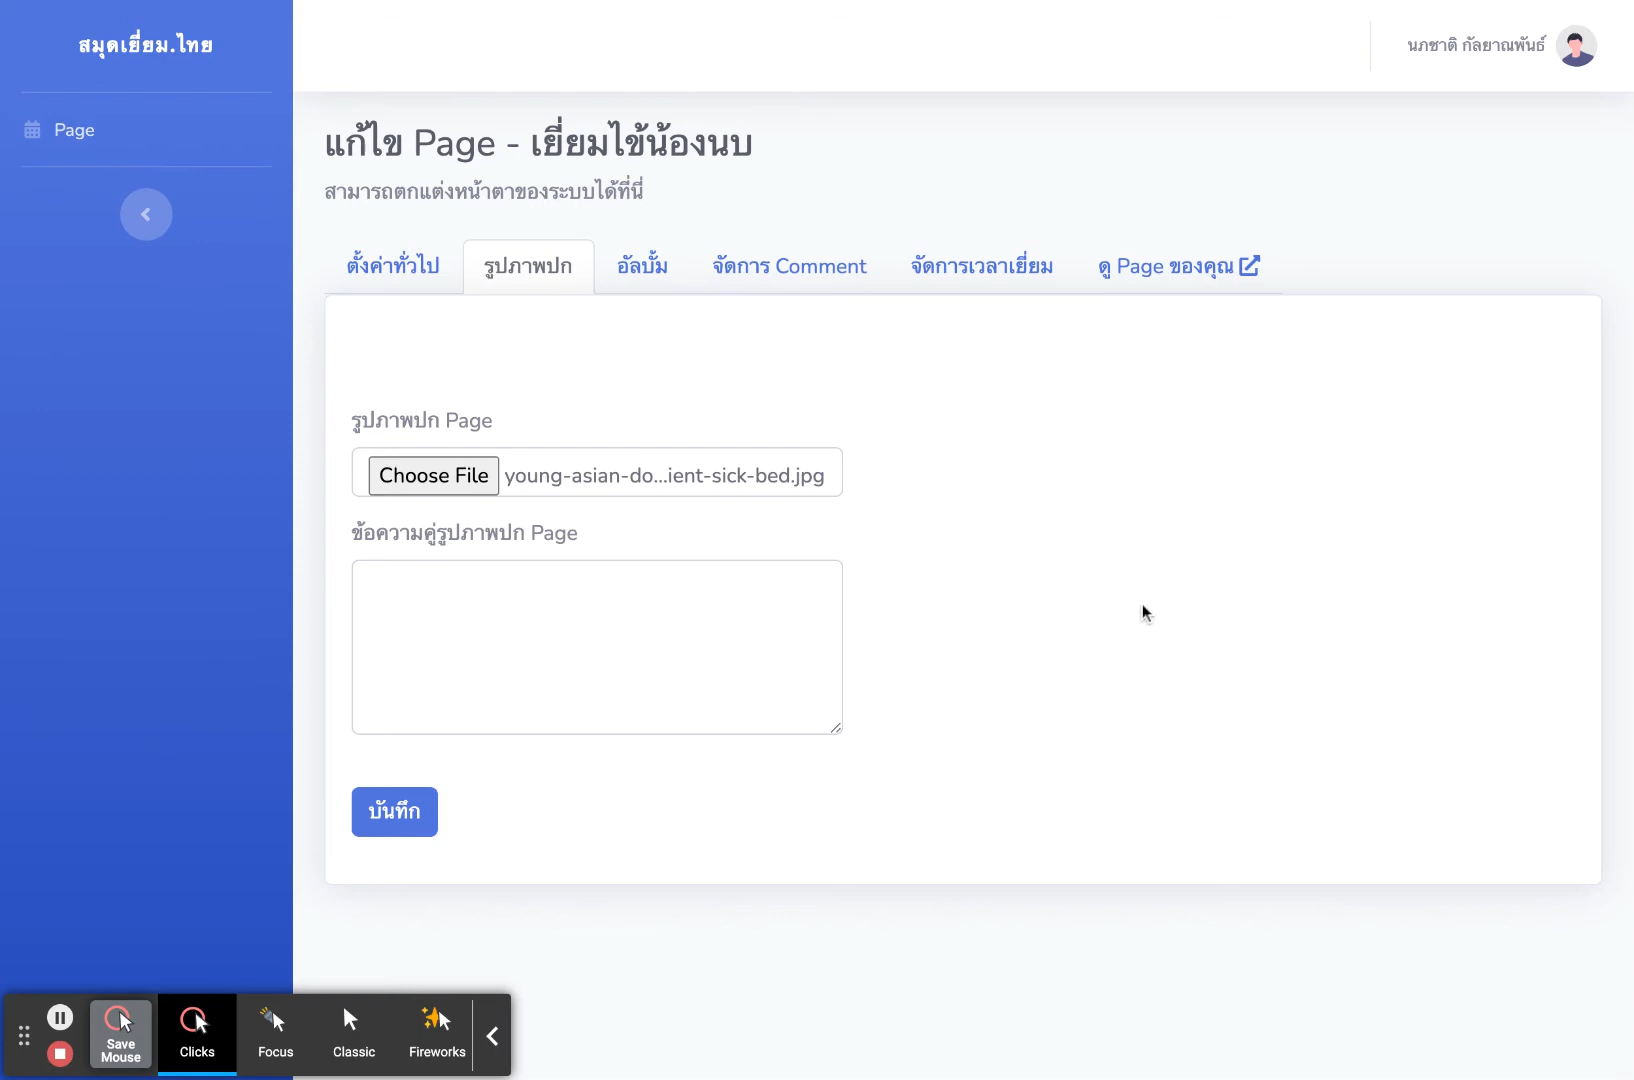 สมุดเยี่ยม.ไทย
นภชาติ กัลยาณพันธ์
Page
แก้ไข Page - เยี่ยมไข้น้องนบ
สามารถตกแต่งหน้าตาของระบบได้ที่นี่
ตั้งค่าทั่วไป
รูปภาพปก
อัลบั้ม
จัดการ Comment
จัดการเวลาเยี่ยม
ดู Page ของคุณ
รูปภาพปก Page
Choose File young-asian-do...ient-sick-bed.jpg
ข้อความคู่รูปภาพปก Page
บันทึก
Save
Mouse
Clicks
Focus
Classic
Fireworks